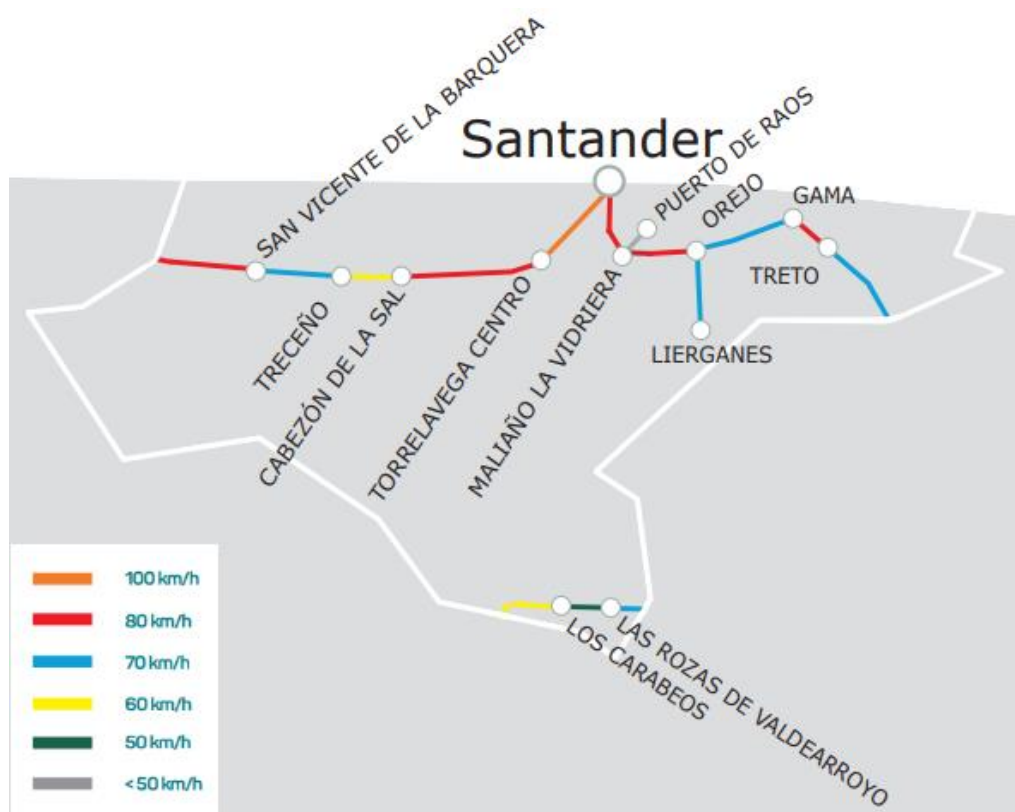 SAN VICENTE DE LA BARQUERA
Santander
PUERTO DE RAOS
OREJO
GAMA
TRETO
LIERGANES
TRECEÑO
CABEZÓN DE LA SAL
TORRELAVEGA CENTRO
MALIAÑO LA VIDRIERA
LOS CARABEOS
LAS ROZAS DE VALDEARROYO
100 km/h
80 km/h
70 km/h
60 km/h
50 km/h
< 50 km/h